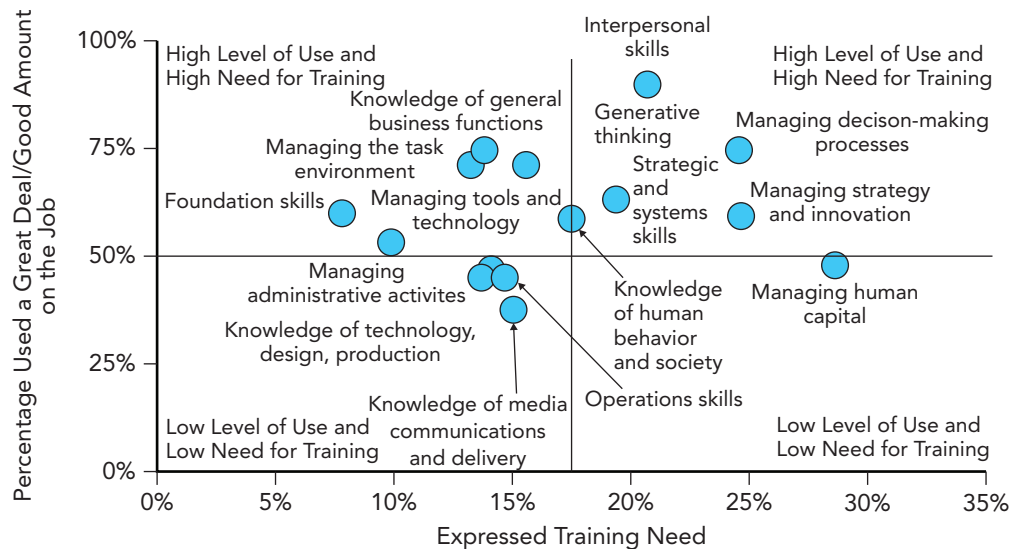 Percentage Used a Great Deal/Good Amount
on the Job
100%
75%
50%
25%
0%
High Level of Use and
High Need for Training
Interpersonal
skills
High Level of Use and
High Need for Training
Knowledge of general
business functions
Generative
thinking
Managing decison-making
processes
Managing the task
environment
Strategic
and
systems
skills
Foundation skills
Managing tools and
technology
Managing strategy
and innovation
Managing
administrative activites
Knowledge
of human
behavior
and society
Managing human
capital
Knowledge of technology,
design, production
Operations skills
Knowledge of media
communications
and delivery
Low Level of Use and
Low Need for Training
Low Level of Use and
Low Need for Training
0%
5%
10%
15%
20%
25%
30%
35%
Expressed Training Need